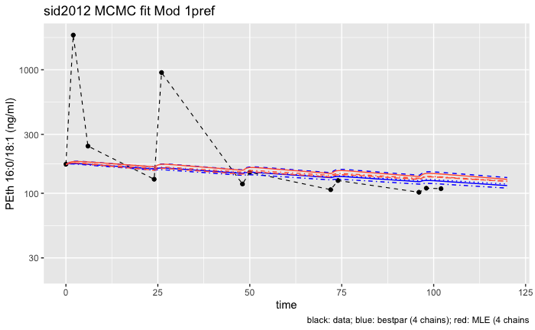 sid2012 MCMC fit Mod 1pref
PEth 16:0/18:1 (ng/ml)
1000
300
100
30
0
25
50
75
100
125
time
black: data; blue: bestpar (4 chains); red: MLE (4 chains